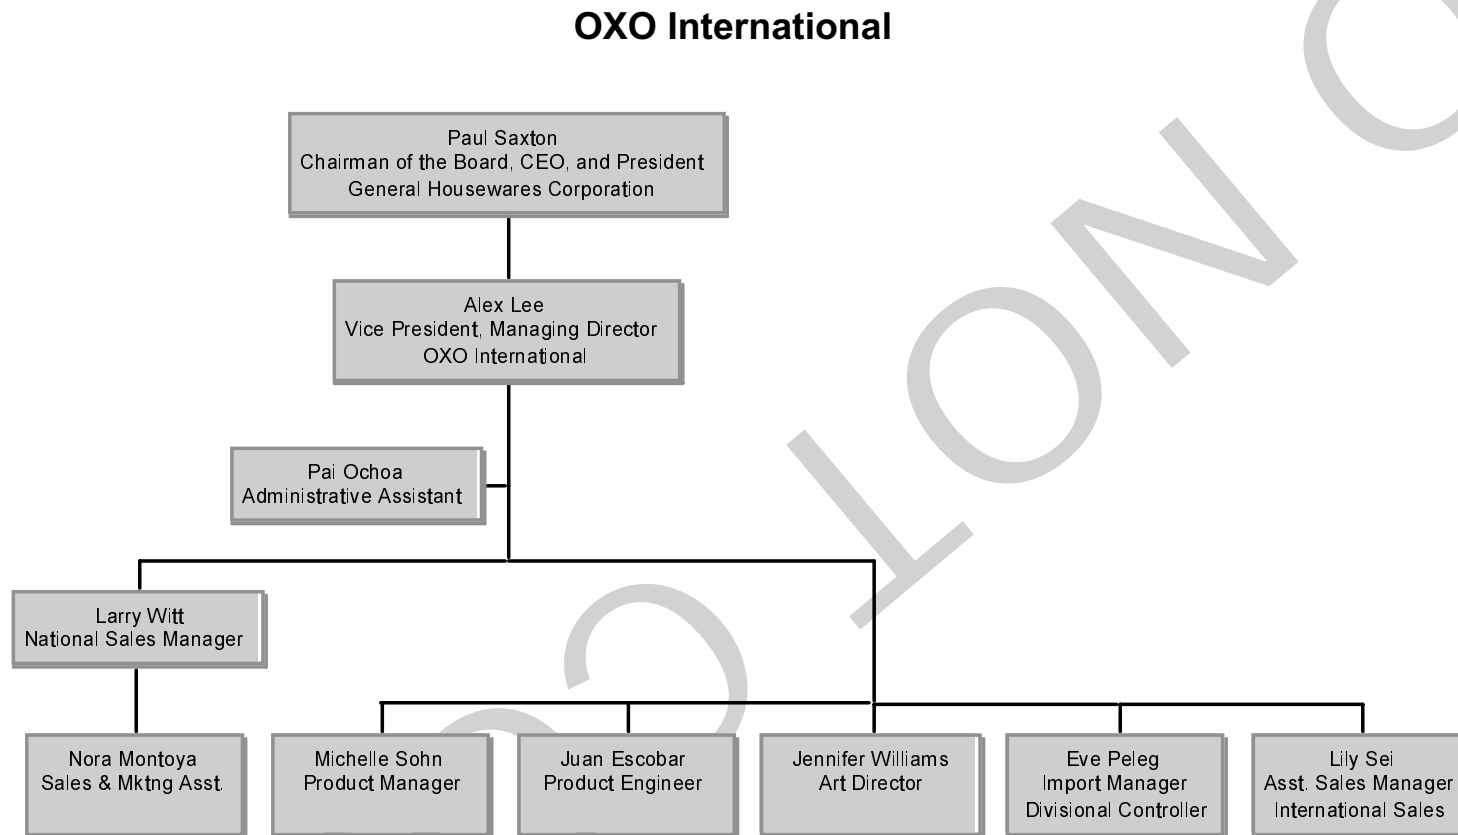 OXO International
Paul Saxton
Chairman of the Board, CEO, and President
General Housewares Corporation
Alex Lee
Vice President, Managing Director
OXO International
Pai Ochoa
Administrative Assistant
Larry Witt
National Sales Manager
Nora Montoya
Sales & Mktng Asst.
Michelle Sohn
Product Manager
Juan Escobar
Product Engineer
Jennifer Williams
Art Director
Eve Peleg
Import Manager
Divisional Controller
Lily Sei
Asst. Sales Manager
International Sales
O NOT C